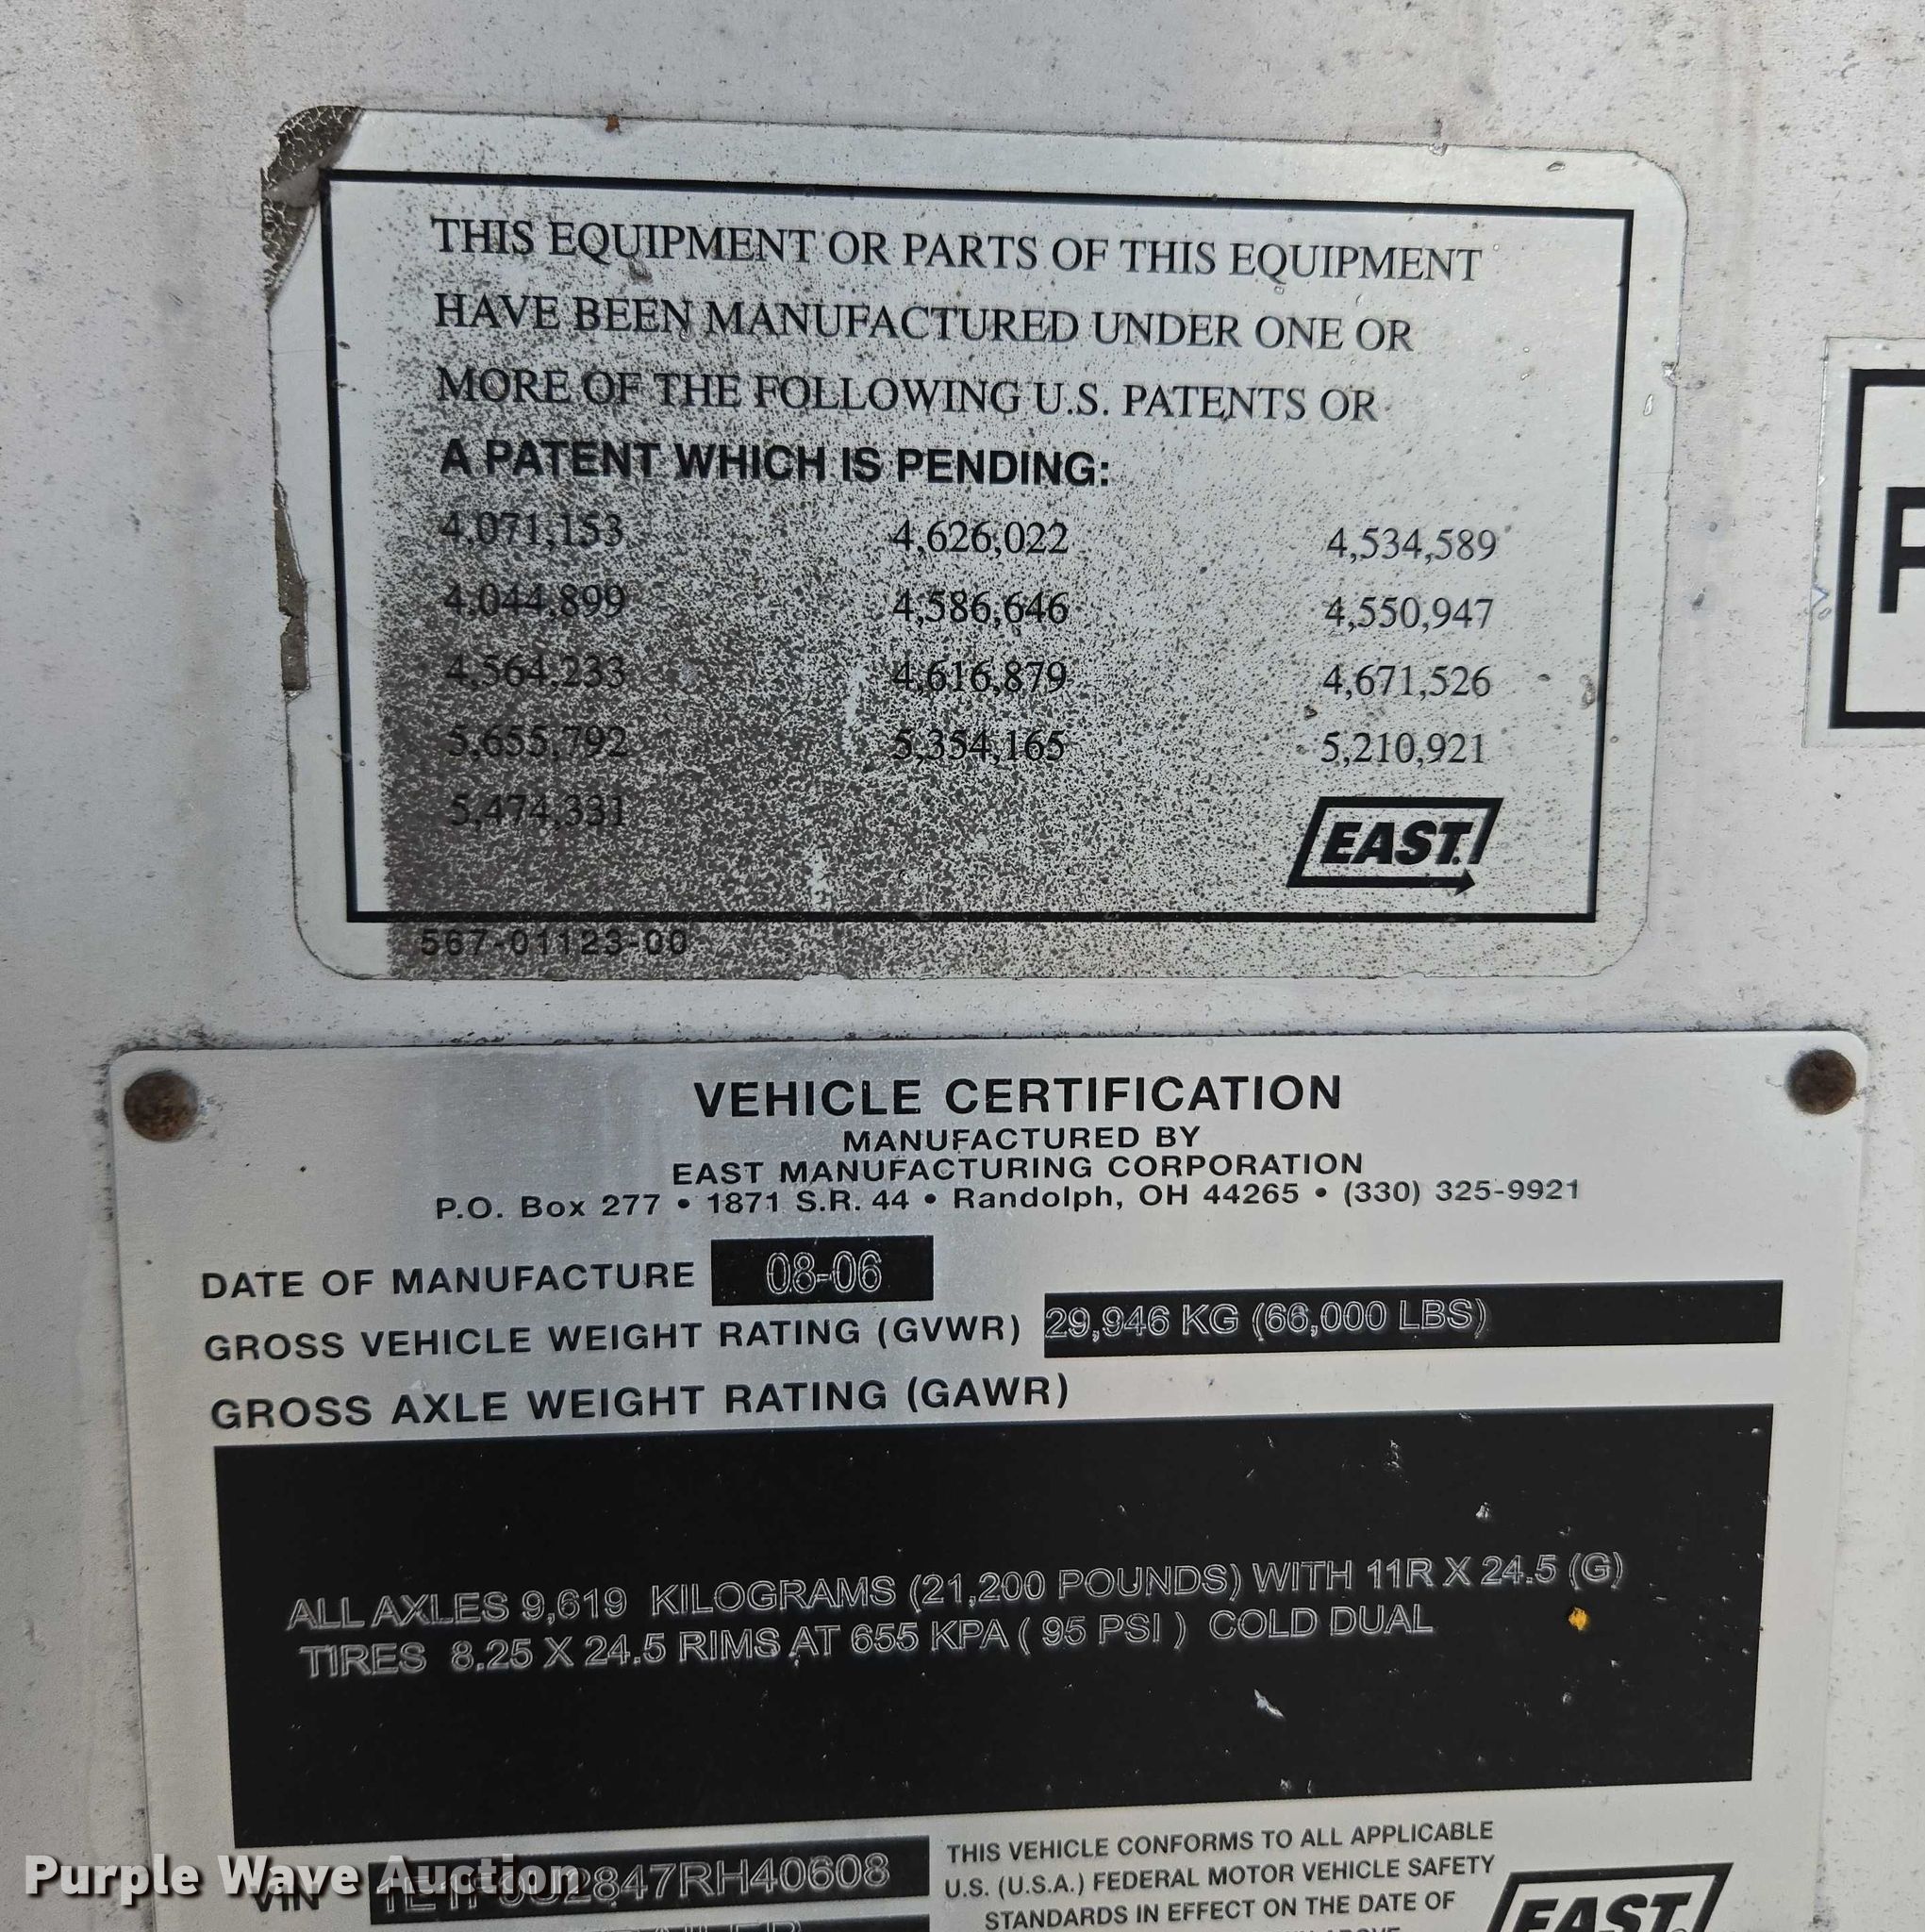 THIS EQUIPMENT OR PARTS OF THIS EQUIPMENT
HAVE BEEN MANUFACTURED UNDER ONE OR
MORE OF THE FOLLOWING U.S. PATENTS OR
A PATENT WHICH IS PENDING:
4,071,153 4,626,022 4,534,589
4,044,899 4,586,646 4,550,947
4,564,233 4,616,879 4,671,526
5,655,792 5,354,165 5,210,921
5,474,331
EAST
567-01123-00
VEHICLE CERTIFICATION
MANUFACTURED BY
EAST MANUFACTURING CORPORATION
P.O. Box 277 • 1871 S.R. 44 • Randolph, OH 44265 • (330) 325-9921
DATE OF MANUFACTURE 08-06
GROSS VEHICLE WEIGHT RATING (GVWR) 29,946 KG (66,000 LBS)
GROSS AXLE WEIGHT RATING (GAWR)
ALL AXLES 9,619 KILOGRAMS (21,200 POUNDS) WITH 11R X 24.5 (G)
TIRES 8.25 X 24.5 RIMS AT 655 KPA ( 95 PSI ) COLD DUAL
VIN
THIS VEHICLE CONFORMS TO ALL APPLICABLE
U.S. (U.S.A.) FEDERAL MOTOR VEHICLE SAFETY
STANDARDS IN EFFECT ON THE DATE OF
EAST
Purple Wave Auction